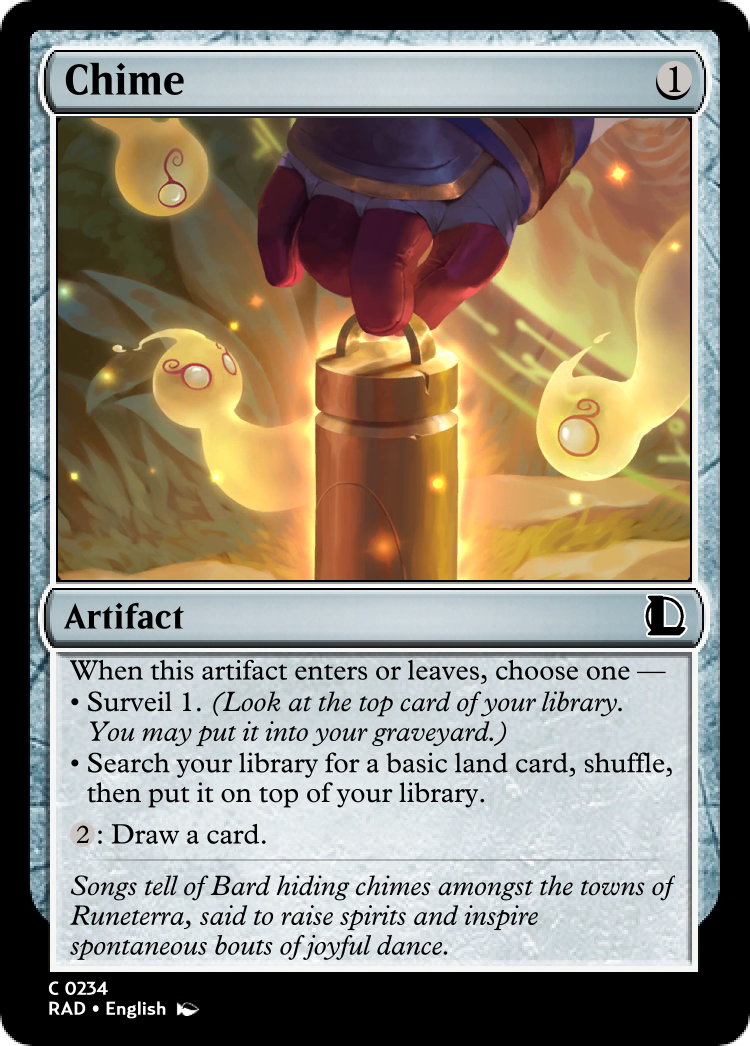 Chime 1
Artifact
When this artifact enters or leaves, choose one —
• Surveil 1. (Look at the top card of your library.
You may put it into your graveyard.)
• Search your library for a basic land card, shuffle,
then put it on top of your library.
2: Draw a card.
Songs tell of Bard hiding chimes amongst the towns of
Runeterra, said to raise spirits and inspire
spontaneous bouts of joyful dance.
C 0234
RAD • English